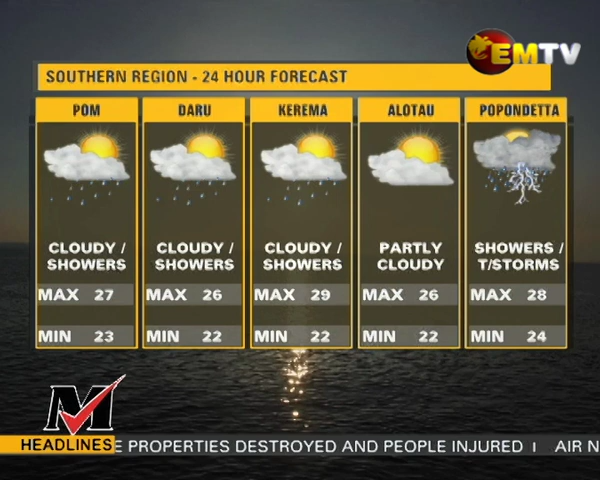 EMTV
SOUTHERN REGION - 24 HOUR FORECAST
POM
CLOUDY /
SHOWERS
MAX 27
MIN 23
DARU
CLOUDY /
SHOWERS
MAX 26
MIN 22
KEREMA
CLOUDY /
SHOWERS
MAX 29
MIN 22
ALOTAU
PARTLY
CLOUDY
MAX 26
MIN 22
POPONDETTA
SHOWERS /
T/STORMS
MAX 28
MIN 24
M
HEADLINES
E PROPERTIES DESTROYED AND PEOPLE INJURED | AIR N